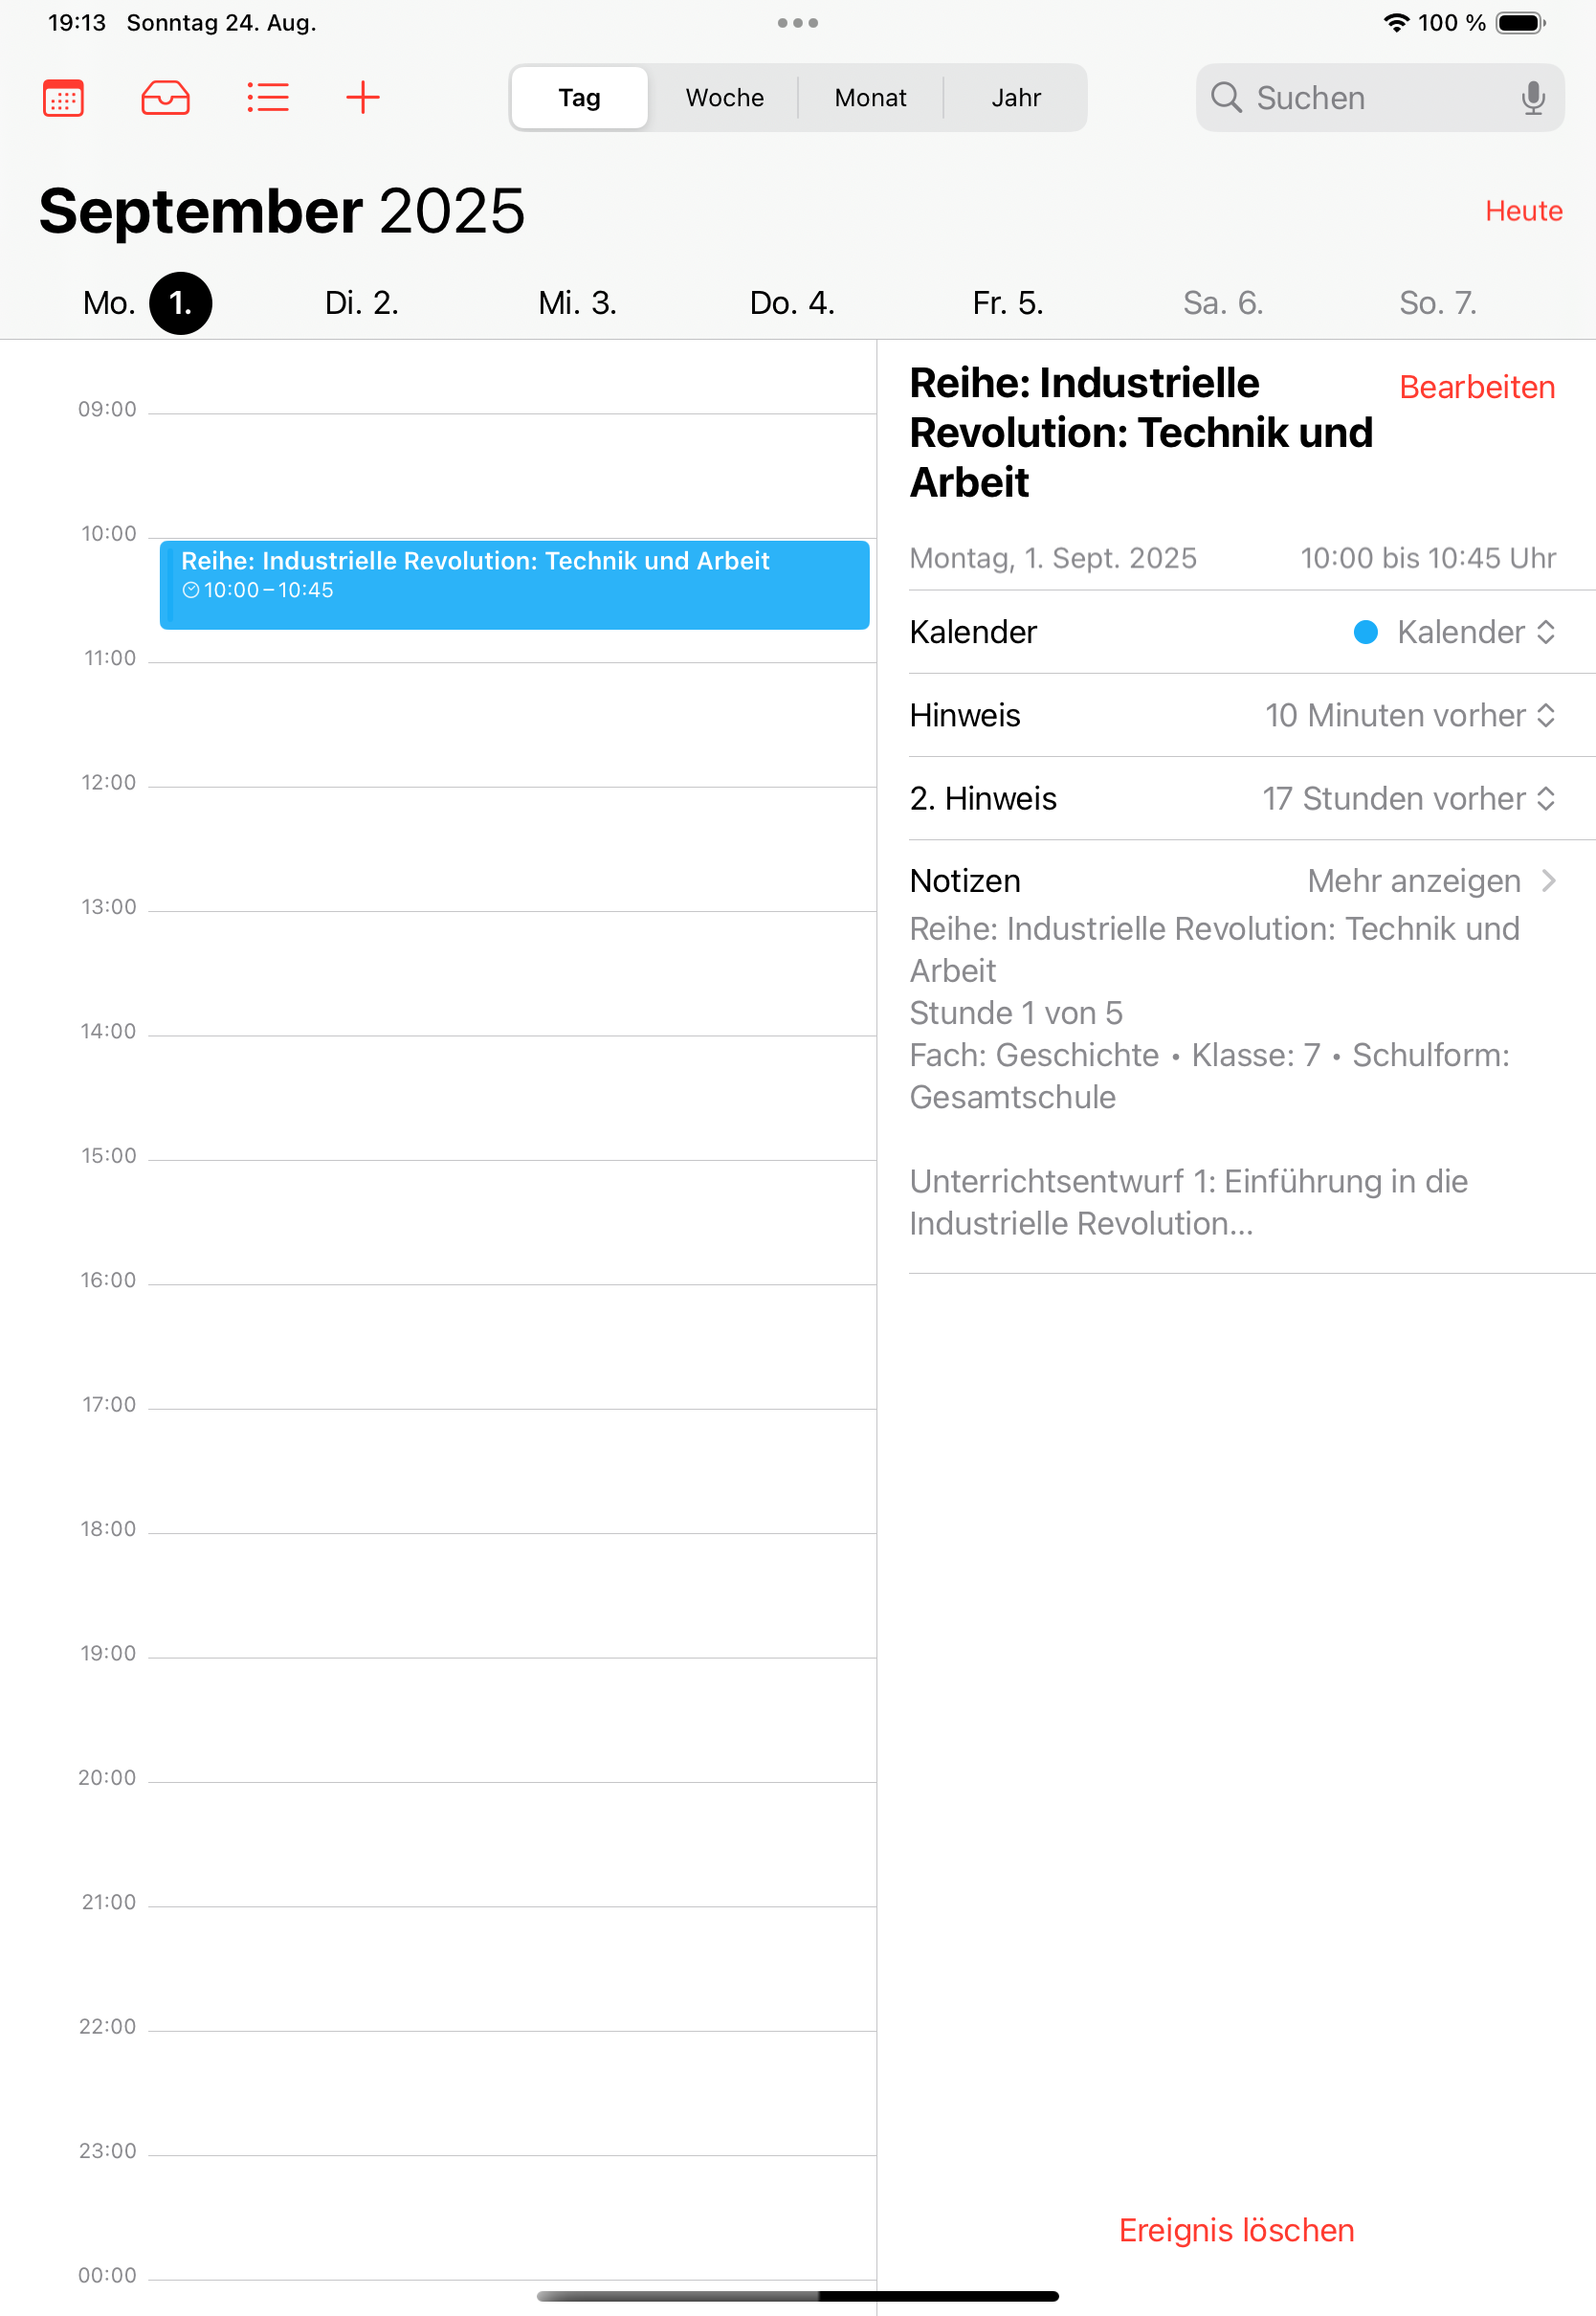 19:13 Sonntag 24. Aug.
100 %
Tag Woche Monat Jahr
Suchen
September 2025
Heute
Mo. 1. Di. 2. Mi. 3. Do. 4. Fr. 5. Sa. 6. So. 7.
09:00
10:00
Reihe: Industrielle Revolution: Technik und Arbeit
10:00 – 10:45
11:00
12:00
13:00
14:00
15:00
16:00
17:00
18:00
19:00
20:00
21:00
22:00
23:00
00:00
Reihe: Industrielle
Revolution: Technik und
Arbeit
Bearbeiten
Montag, 1. Sept. 2025 10:00 bis 10:45 Uhr
Kalender Kalender
Hinweis 10 Minuten vorher
2. Hinweis 17 Stunden vorher
Notizen Mehr anzeigen
Reihe: Industrielle Revolution: Technik und
Arbeit
Stunde 1 von 5
Fach: Geschichte • Klasse: 7 • Schulform:
Gesamtschule
Unterrichtsentwurf 1: Einführung in die
Industrielle Revolution...
Ereignis löschen